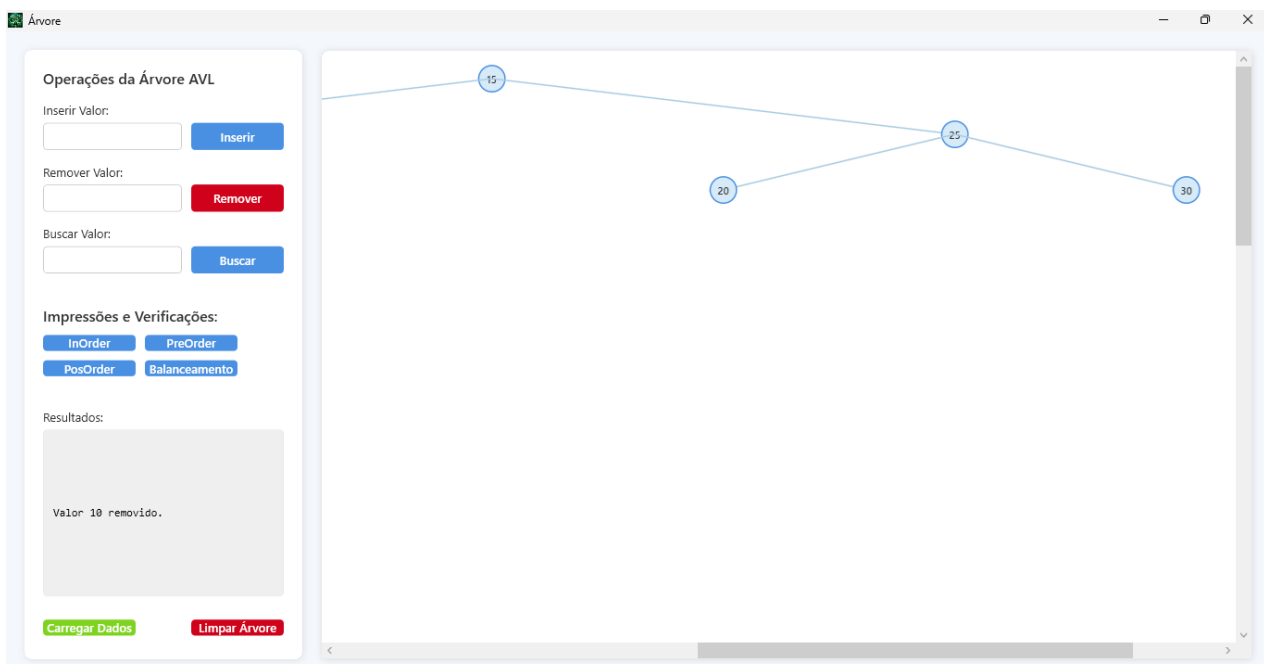 Árvore
Operações da Árvore AVL
Inserir Valor:
Inserir
Remover Valor:
Remover
Buscar Valor:
Buscar
Impressões e Verificações:
InOrder PreOrder
PosOrder Balanceamento
Resultados:
Valor 10 removido.
Carregar Dados Limpar Árvore
15
25
20 30